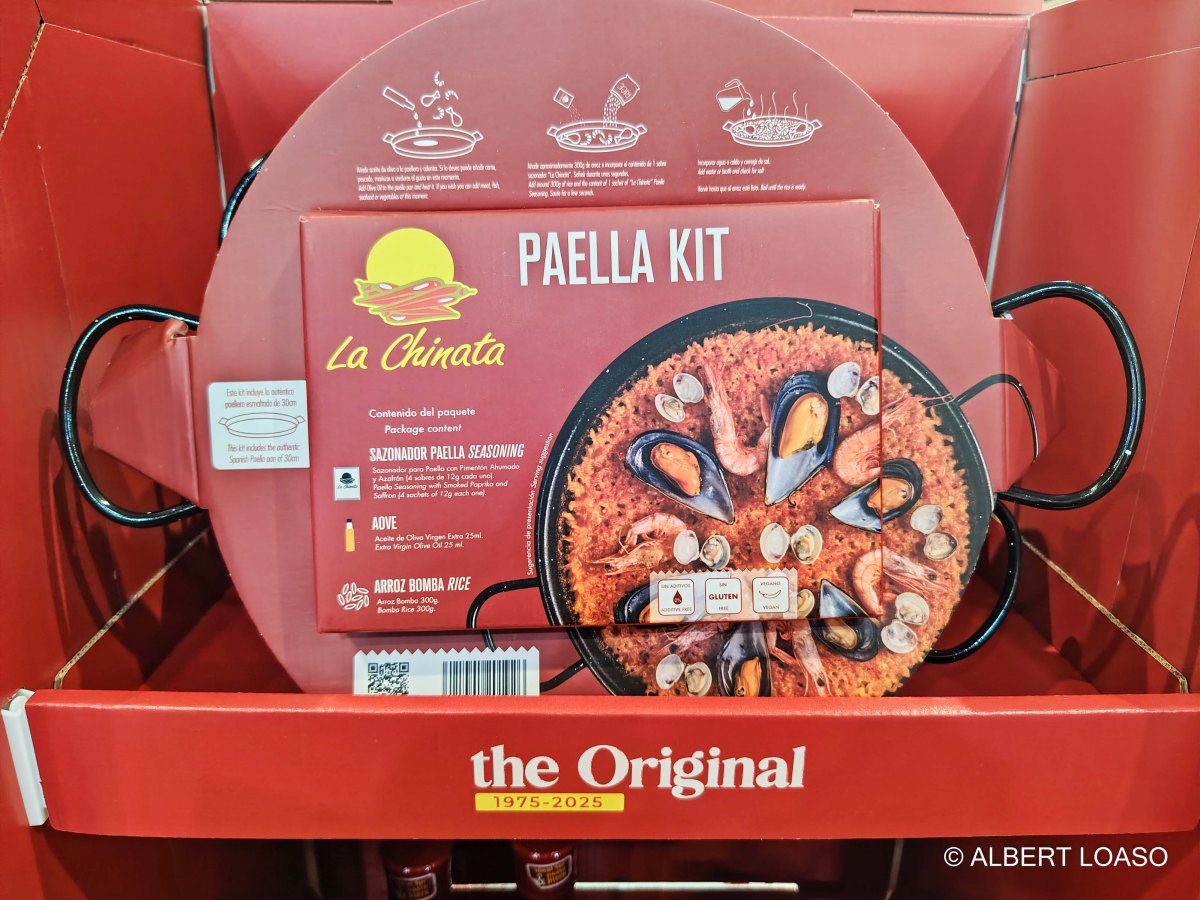 RICE
Añade aceite de oliva a la paellera y calienta. Si lo desea puede añadir carne,
pescado, mariscos o verduras al gusto en este momento.
Add Olive Oil to the paella pan and heat it. If you wish you can add meat, fish,
seafood or vegetables at this moment.
Añade aproximadamente 300g de arroz e incorporar el contenido de 1 sobre
sazonador "La Chinata". Sofreír durante unos segundos.
Add around 300g of rice and the content of 1 sachet of "La Chinata" Paella
Seasoning. Saute for a few seconds.
Incorporar agua o caldo y corregir de sal.
Add water or broth and check for salt
Hervir hasta que el arroz esté listo. Boil until the rice is ready.
PAELLA KIT
La Chinata
Este kit incluye la auténtica
paellera esmaltada de 30cm
This kit includes the authentic
Spanish Paella pan of 30cm
Contenido del paquete
Package content
SAZONADOR PAELLA SEASONING
Sazonador para Paella con Pimentón Ahumado
y Azafrán (4 sobres de 12g cada uno).
Paella Seasoning with Smoked Paprika and
Saffron (4 sachets of 12g each one).
La Chinata
AOVE
Aceite de Oliva Virgen Extra 25ml.
Extra Virgin Olive Oil 25 ml.
ARROZ BOMBA RICE
Arroz Bomba 300g.
Bomba Rice 300g.
Sugerencia de presentación Serving suggestion
SIN ADITIVOS
ADDITIVE FREE
SIN
GLUTEN
FREE
VEGANO
VEGAN
the Original
1975-2025
© ALBERT LOASO